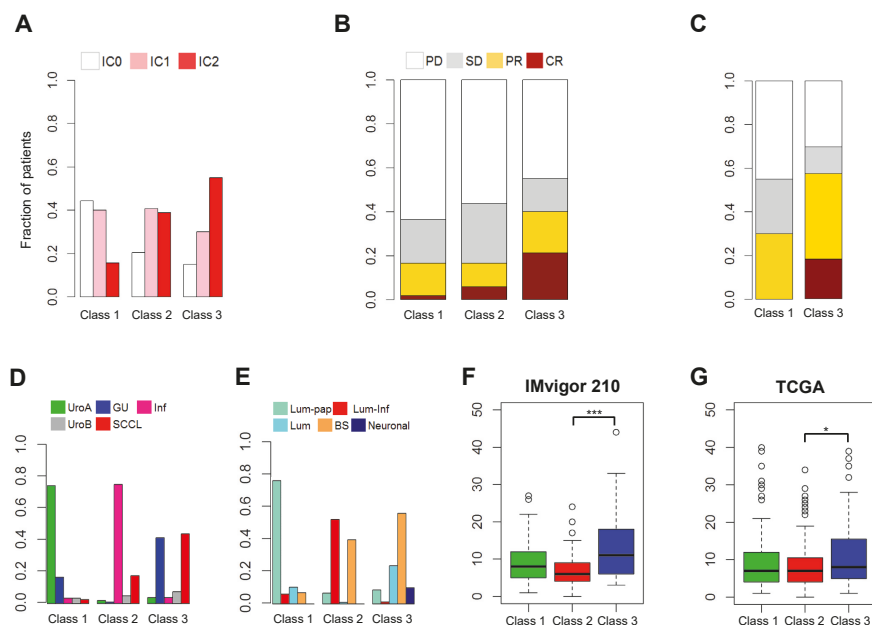 A
IC0 IC1 IC2
Fraction of patients
1.0
0.8
0.6
0.4
0.2
0.0
Class 1 Class 2 Class 3
B
PD SD PR CR
1.0
0.8
0.6
0.4
0.2
0.0
Class 1 Class 2 Class 3
C
1.0
0.8
0.6
0.4
0.2
0.0
Class 1 Class 3
D
UroA GU Inf
UroB SCCL
1.0
0.8
0.6
0.4
0.2
0.0
Class 1 Class 2 Class 3
E
Lum-pap Lum-Inf
Lum BS Neuronal
1.0
0.8
0.6
0.4
0.2
0.0
Class 1 Class 2 Class 3
F
IMvigor 210
50
40
30
20
10
0
***
Class 1 Class 2 Class 3
G
TCGA
50
40
30
20
10
0
*
Class 1 Class 2 Class 3